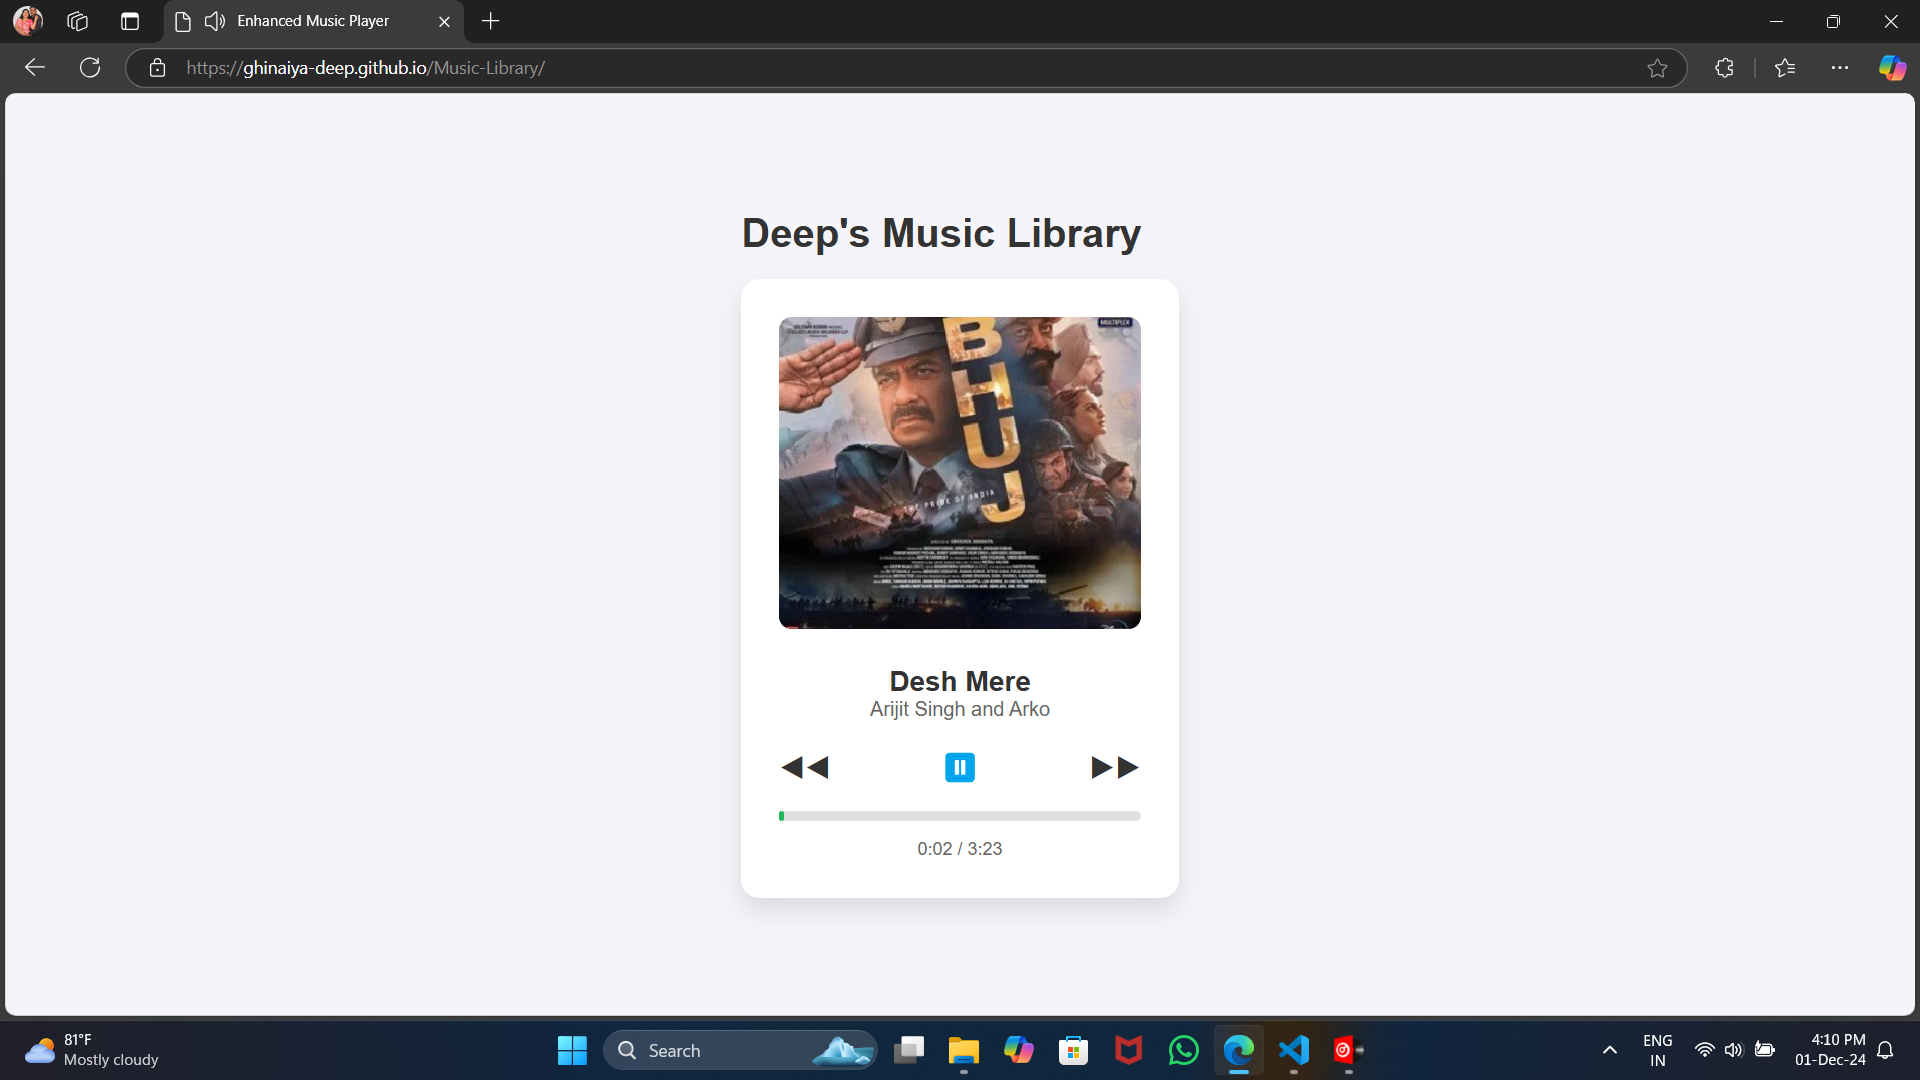 Enhanced Music Player
https://ghinaiya-deep.github.io/Music-Library/
Deep's Music Library
MULTIPLEX
BHUJ
THE PRIDE OF INDIA
Desh Mere
Arijit Singh and Arko
0:02 / 3:23
81°F
Mostly cloudy
Search
ENG
IN
4:10 PM
01-Dec-24